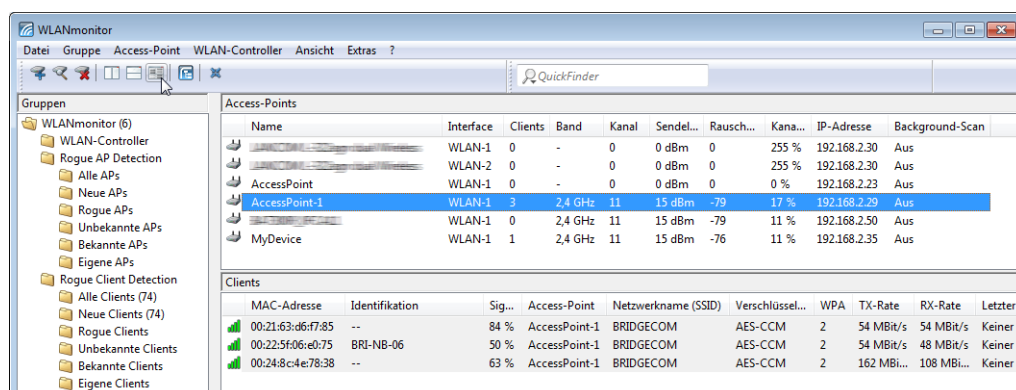 WLANmonitor
Datei Gruppe Access-Point WLAN-Controller Ansicht Extras ?
QuickFinder
Gruppen
WLANmonitor (6)
WLAN-Controller
Rogue AP Detection
Alle APs
Neue APs
Rogue APs
Unbekannte APs
Bekannte APs
Eigene APs
Rogue Client Detection
Alle Clients (74)
Neue Clients (74)
Rogue Clients
Unbekannte Clients
Bekannte Clients
Eigene Clients
Access-Points
Name Interface Clients Band Kanal Sendel... Rausch... Kana... IP-Adresse Background-Scan
WLAN-1 0 - 0 0 dBm 0 255 % 192.168.2.30 Aus
WLAN-2 0 - 0 0 dBm 0 255 % 192.168.2.30 Aus
AccessPoint WLAN-1 0 - 0 0 dBm 0 0 % 192.168.2.23 Aus
AccessPoint-1 WLAN-1 3 2,4 GHz 11 15 dBm -79 17 % 192.168.2.29 Aus
WLAN-1 0 2,4 GHz 11 15 dBm -79 11 % 192.168.2.50 Aus
MyDevice WLAN-1 1 2,4 GHz 11 15 dBm -76 11 % 192.168.2.35 Aus
Clients
MAC-Adresse Identifikation Sig... Access-Point Netzwerkname (SSID) Verschlüssel... WPA TX-Rate RX-Rate Letzter
00:21:63:d6:f7:85 -- 84 % AccessPoint-1 BRIDGECOM AES-CCM 2 54 MBit/s 54 MBit/s Keiner
00:22:5f:06:e0:75 BRI-NB-06 50 % AccessPoint-1 BRIDGECOM AES-CCM 2 54 MBit/s 48 MBit/s Keiner
00:24:8c:4e:78:38 -- 63 % AccessPoint-1 BRIDGECOM AES-CCM 2 162 MBi... 108 MBi... Keiner